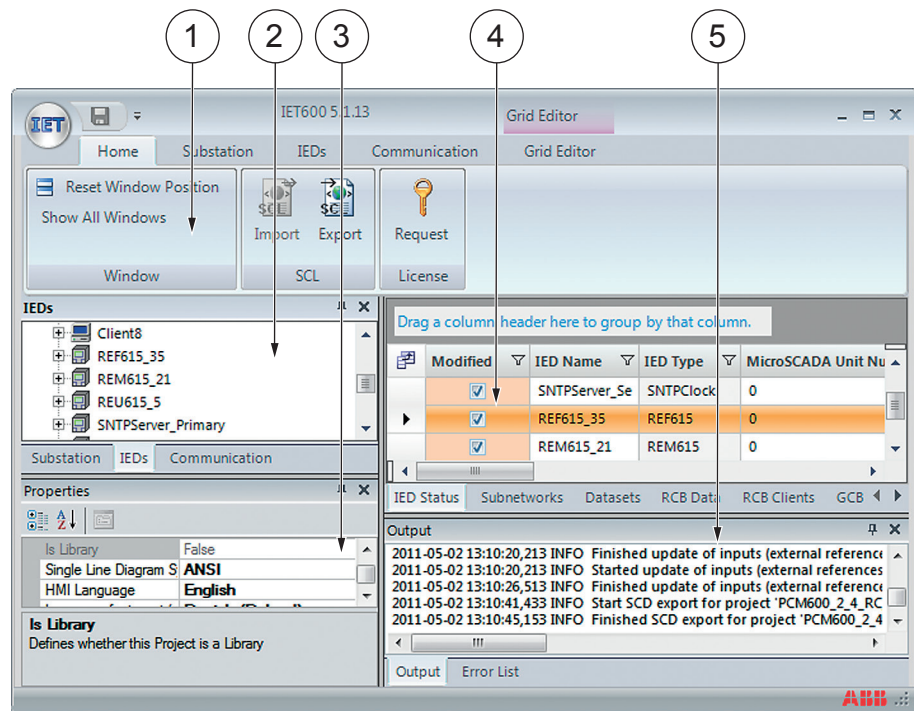 1 2 3 4 5
IET
IET600 5.1.13
Grid Editor
Home Substation IEDs Communication Grid Editor
Reset Window Position
Show All Windows
Window
SCL SCL
Import Export
SCL
Request
License
IEDs
Client8
REF615_35
REM615_21
REU615_5
SNTPServer_Primary
Substation IEDs Communication
Properties
Is Library False
Single Line Diagram S ANSI
HMI Language English
Is Library
Defines whether this Project is a Library
Drag a column header here to group by that column.
Modified IED Name IED Type MicroSCADA Unit Nu
SNTPServer_Se SNTPClock 0
REF615_35 REF615 0
REM615_21 REM615 0
IED Status Subnetworks Datasets RCB Data RCB Clients GCB
Output
2011-05-02 13:10:20,213 INFO Finished update of inputs (external reference
2011-05-02 13:10:20,213 INFO Started update of inputs (external references
2011-05-02 13:10:26,513 INFO Finished update of inputs (external reference
2011-05-02 13:10:41,433 INFO Start SCD export for project 'PCM600_2_4_RC
2011-05-02 13:10:45,153 INFO Finished SCD export for project 'PCM600_2_4
Output Error List
ABB